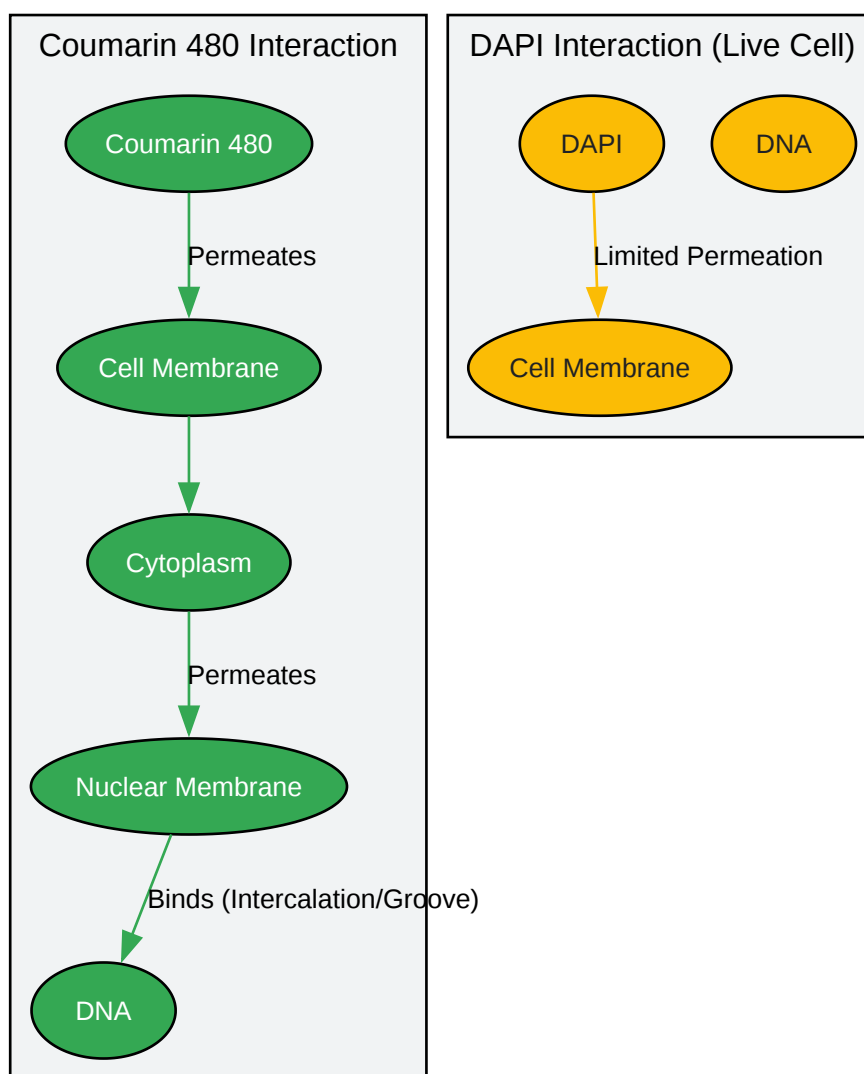 Coumarin 480 Interaction
Coumarin 480
Permeates
Cell Membrane
Cytoplasm
Permeates
Nuclear Membrane
Binds (Intercalation/Groove)
DNA
DAPI Interaction (Live Cell)
DAPI
DNA
Limited Permeation
Cell Membrane